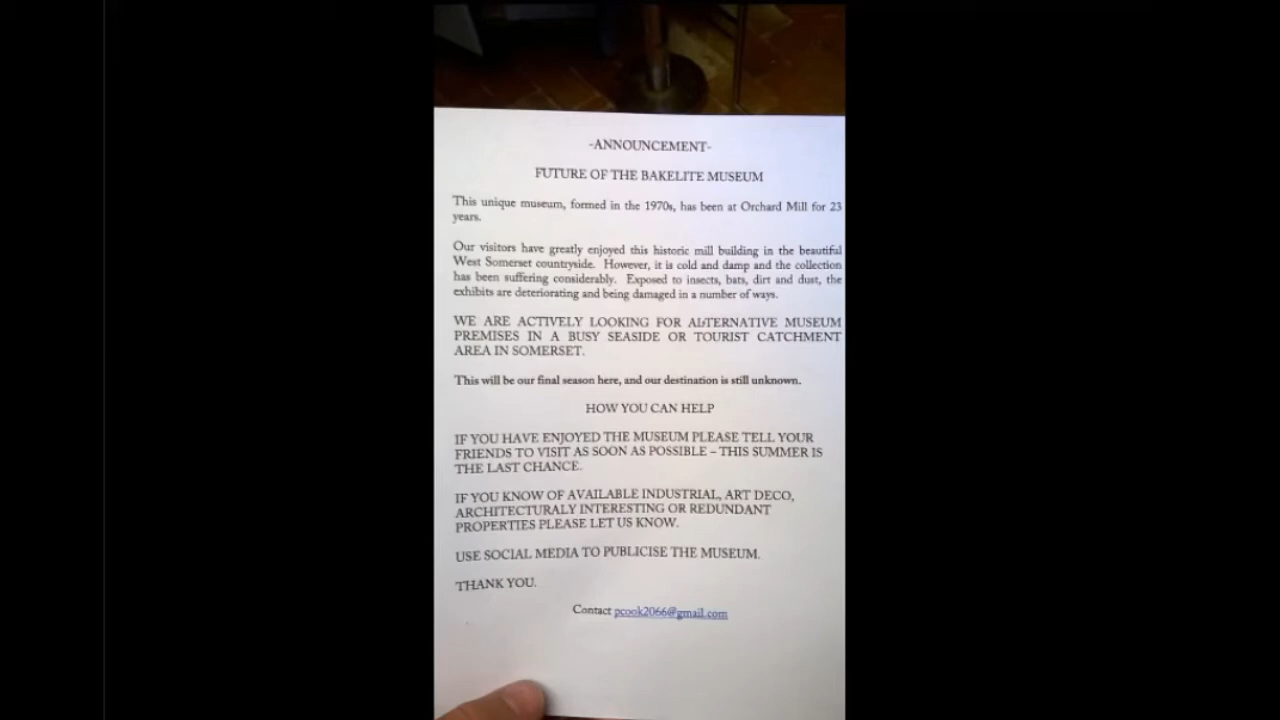 -ANNOUNCEMENT-
FUTURE OF THE BAKELITE MUSEUM
This unique museum, formed in the 1970s, has been at Orchard Mill for 23
years.
Our visitors have greatly enjoyed this historic mill building in the beautiful
West Somerset countryside. However, it is cold and damp and the collection
has been suffering considerably. Exposed to insects, bats, dirt and dust, the
exhibits are deteriorating and being damaged in a number of ways.
WE ARE ACTIVELY LOOKING FOR ALTERNATIVE MUSEUM
PREMISES IN A BUSY SEASIDE OR TOURIST CATCHMENT
AREA IN SOMERSET.
This will be our final season here, and our destination is still unknown.
HOW YOU CAN HELP
IF YOU HAVE ENJOYED THE MUSEUM PLEASE TELL YOUR
FRIENDS TO VISIT AS SOON AS POSSIBLE – THIS SUMMER IS
THE LAST CHANCE.
IF YOU KNOW OF AVAILABLE INDUSTRIAL, ART DECO,
ARCHITECTURALY INTERESTING OR REDUNDANT
PROPERTIES PLEASE LET US KNOW.
USE SOCIAL MEDIA TO PUBLICISE THE MUSEUM.
THANK YOU.
Contact pcook2066@gmail.com